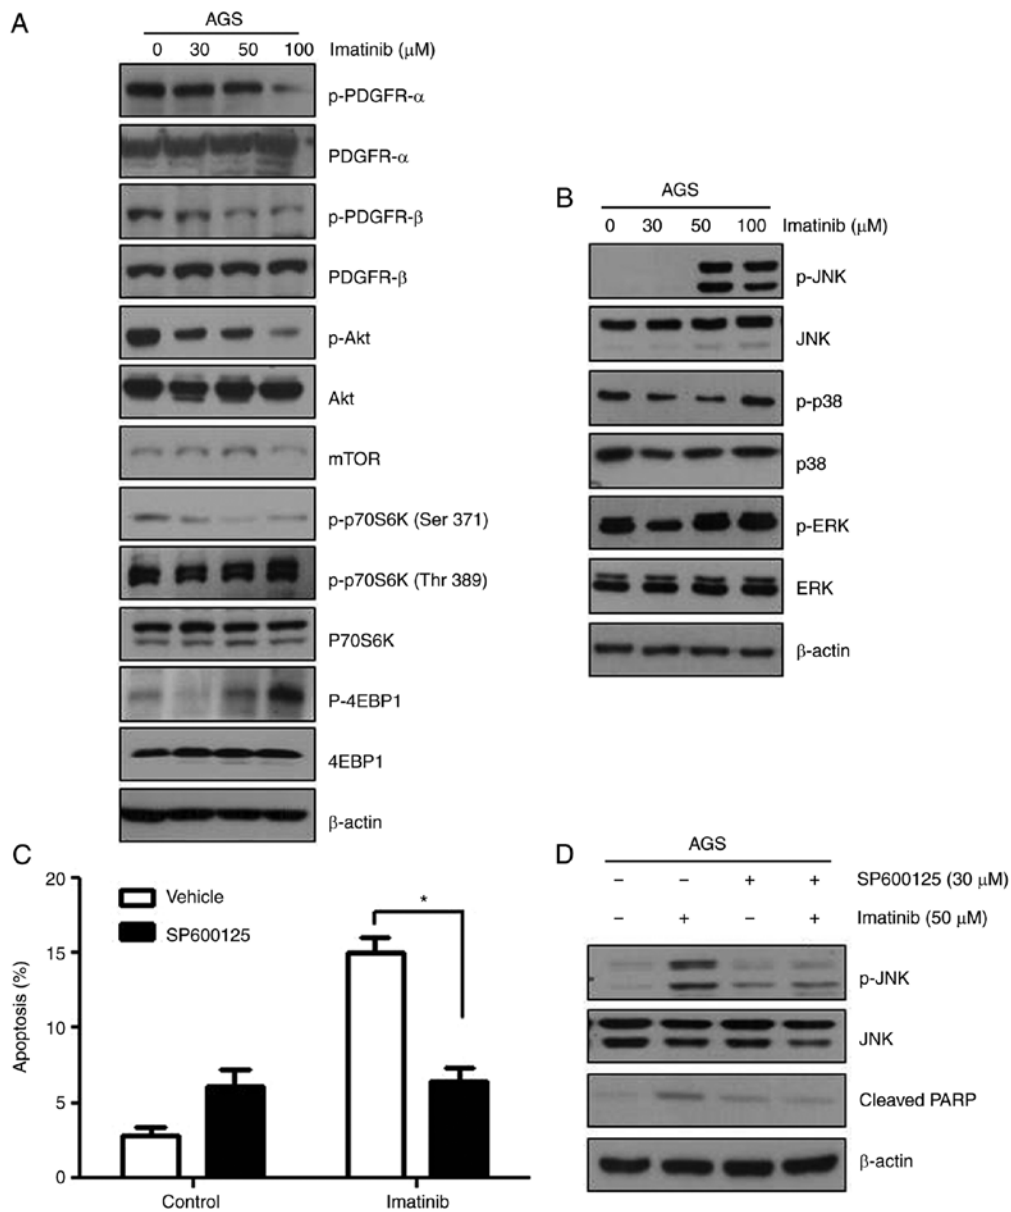 A
AGS
0 30 50 100 Imatinib (μM)
p-PDGFR-α
PDGFR-α
p-PDGFR-β
PDGFR-β
p-Akt
Akt
mTOR
p-p70S6K (Ser 371)
p-p70S6K (Thr 389)
P70S6K
P-4EBP1
4EBP1
β-actin
B
AGS
0 30 50 100 Imatinib (μM)
p-JNK
JNK
p-p38
p38
p-ERK
ERK
β-actin
C
20
15
10
5
0
Apoptosis (%)
Vehicle
SP600125
*
Control Imatinib
D
AGS
– – + + SP600125 (30 μM)
– + – + Imatinib (50 μM)
p-JNK
JNK
Cleaved PARP
β-actin